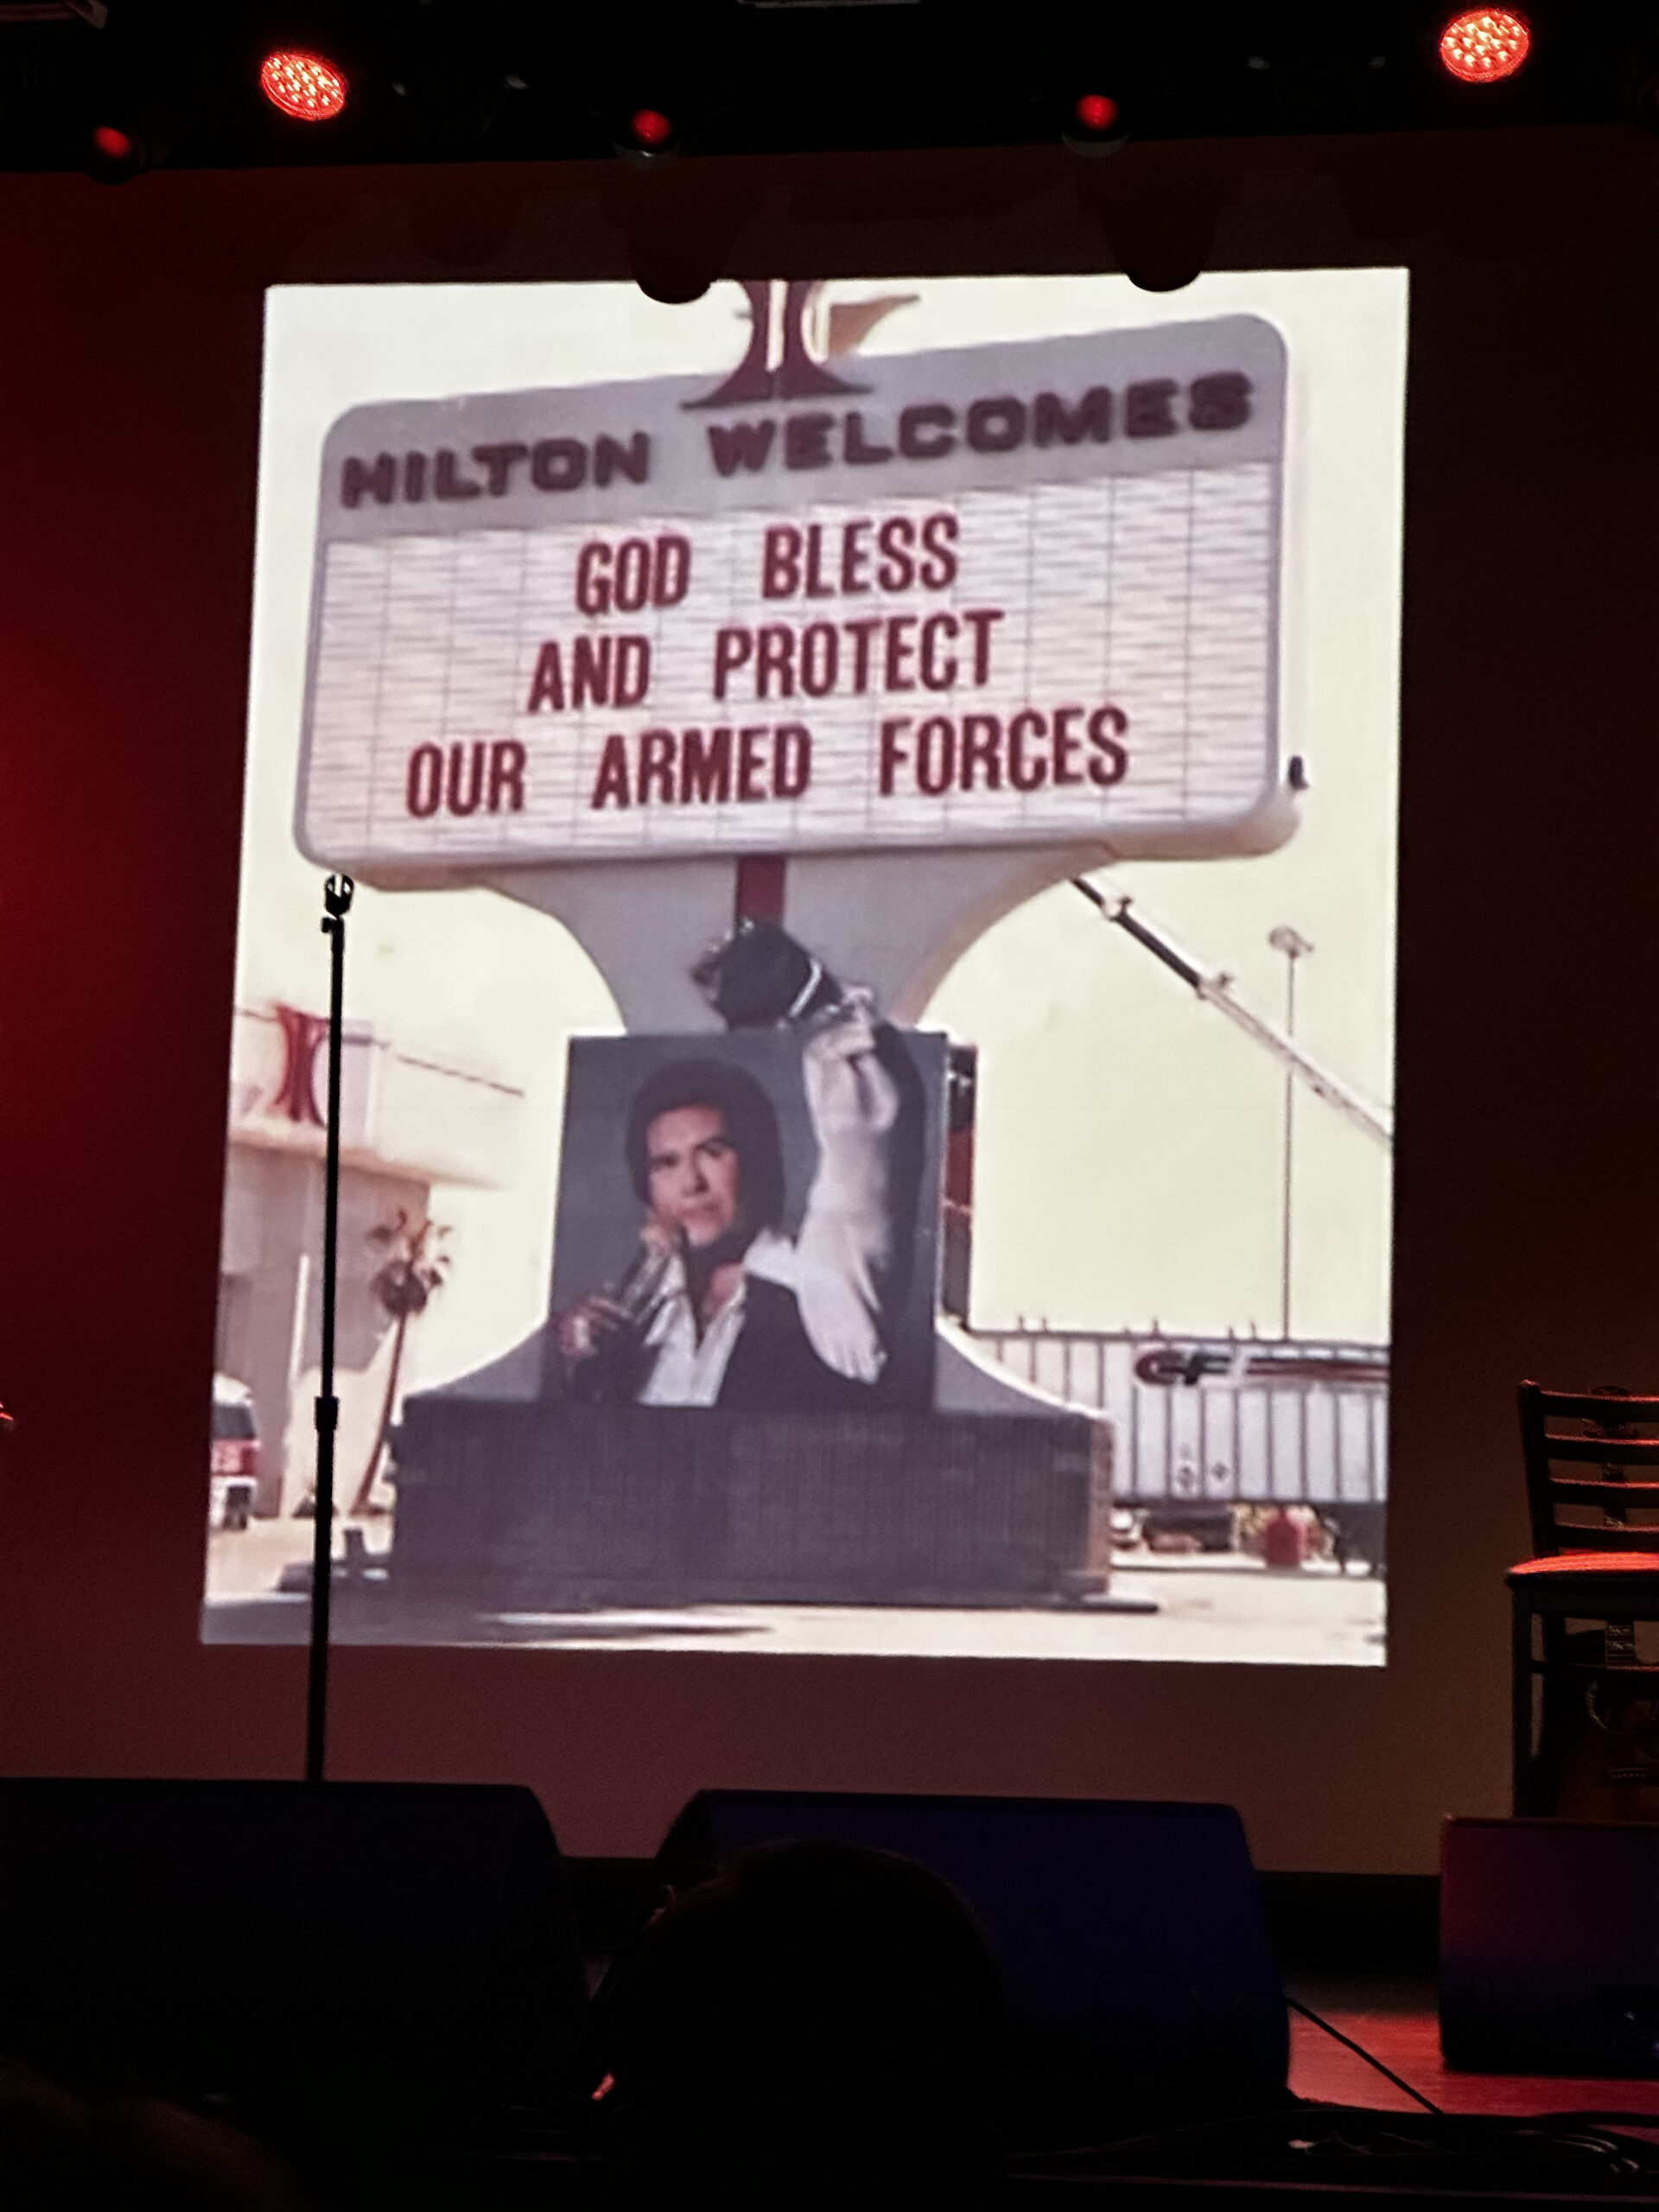 HILTON WELCOMES
GOD BLESS
AND PROTECT
OUR ARMED FORCES
CF